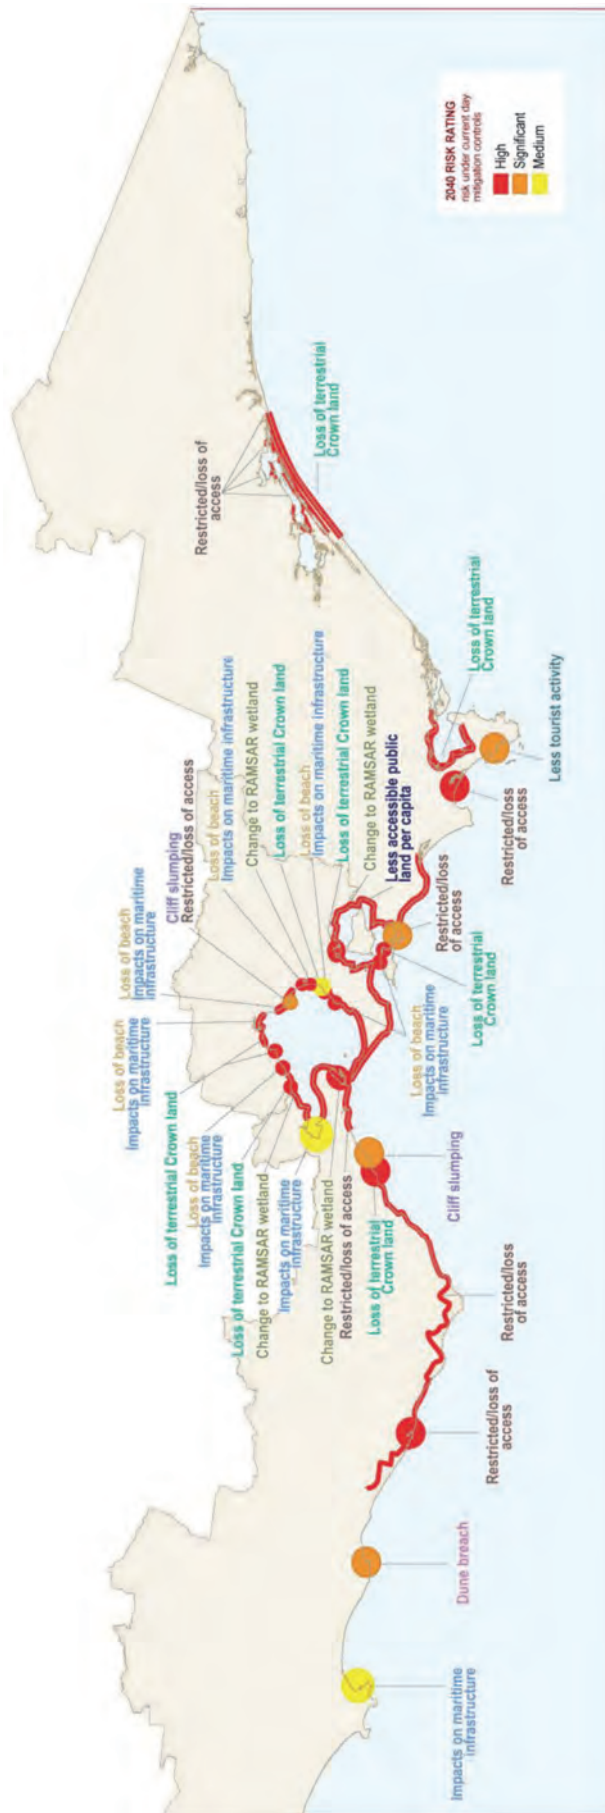 Impacts on maritime
infrastructure
Dune breach
Restricted/loss of
access
Restricted/loss
of access
Cliff slumping
Loss of terrestrial
Crown land
Restricted/loss of access
Change to RAMSAR wetland
Impacts on maritime
infrastructure
Change to RAMSAR wetland
Loss of terrestrial Crown land
Loss of beach
Impacts on maritime
infrastructure
Loss of terrestrial Crown land
Loss of beach
Impacts on maritime
infrastructure
Loss of beach
Impacts on maritime
infrastructure
Cliff slumping
Restricted/loss of access
Loss of beach
Impacts on maritime infrastructure
Change to RAMSAR wetland
Loss of terrestrial Crown land
Loss of beach
Impacts on maritime infrastructure
Loss of terrestrial Crown land
Change to RAMSAR wetland
Less accessible public
land per capita
Loss of beach
Impacts on maritime
infrastructure
Loss of terrestrial
Crown land
Restricted/loss
of access
Restricted/loss
of access
Less tourist activity
Loss of terrestrial
Crown land
Restricted/loss of
access
Loss of terrestrial
Crown land
2040 RISK RATING
risk under current day
mitigation controls
High
Significant
Medium